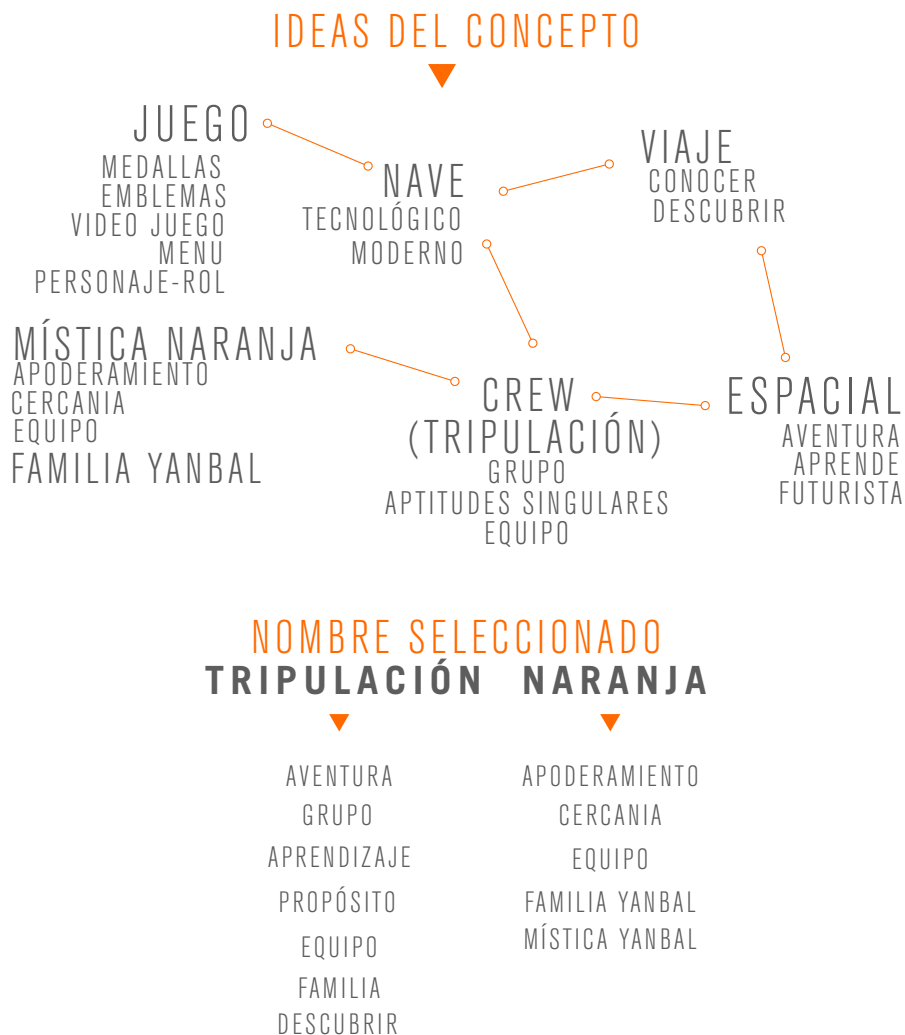 IDEAS DEL CONCEPTO
JUEGO
MEDALLAS
EMBLEMAS
VIDEO JUEGO
MENU
PERSONAJE-ROL
NAVE
TECNOLÓGICO
MODERNO
VIAJE
CONOCER
DESCUBRIR
MÍSTICA NARANJA
APODERAMIENTO
CERCANIA
EQUIPO
FAMILIA YANBAL
CREW
(TRIPULACIÓN)
GRUPO
APTITUDES SINGULARES
EQUIPO
ESPACIAL
AVENTURA
APRENDE
FUTURISTA
NOMBRE SELECCIONADO
TRIPULACIÓN NARANJA
AVENTURA
GRUPO
APRENDIZAJE
PROPÓSITO
EQUIPO
FAMILIA
DESCUBRIR
APODERAMIENTO
CERCANIA
EQUIPO
FAMILIA YANBAL
MÍSTICA YANBAL